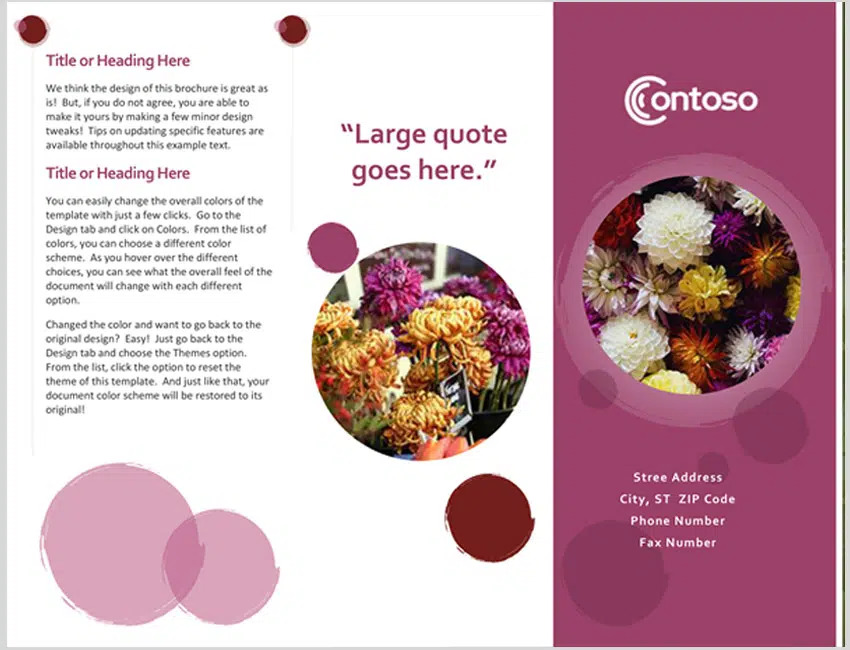 Title or Heading Here
We think the design of this brochure is great as
is!  But, if you do not agree, you are able to
make it yours by making a few minor design
tweaks!  Tips on updating specific features are
available throughout this example text.
Title or Heading Here
You can easily change the overall colors of the
template with just a few clicks.  Go to the
Design tab and click on Colors.  From the list of
colors, you can choose a different color
scheme.  As you hover over the different
choices, you can see what the overall feel of the
document will change with each different
option.
Changed the color and want to go back to the
original design?  Easy!  Just go back to the
Design tab and choose the Themes option.
From the list, click the option to reset the
theme of this template.  And just like that, your
document color scheme will be restored to its
original!
“Large quote
goes here.”
Contoso
Stree Address
City, ST  ZIP Code
Phone Number
Fax Number